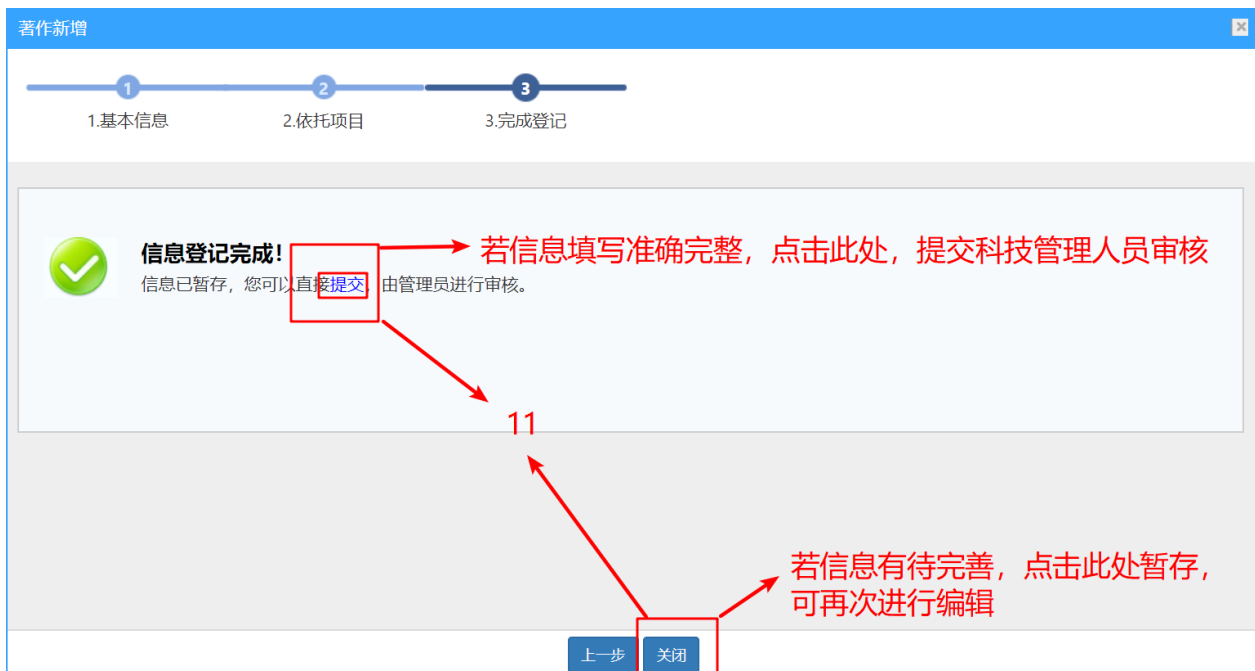 著作新增
1
2
3
1.基本信息
2.依托项目
3.完成登记
信息登记完成!
若信息填写准确完整，点击此处，提交科技管理人员审核
信息已暂存，您可以直接提交，由管理员进行审核。
11
若信息有待完善，点击此处暂存，
可再次进行编辑
上一步
关闭